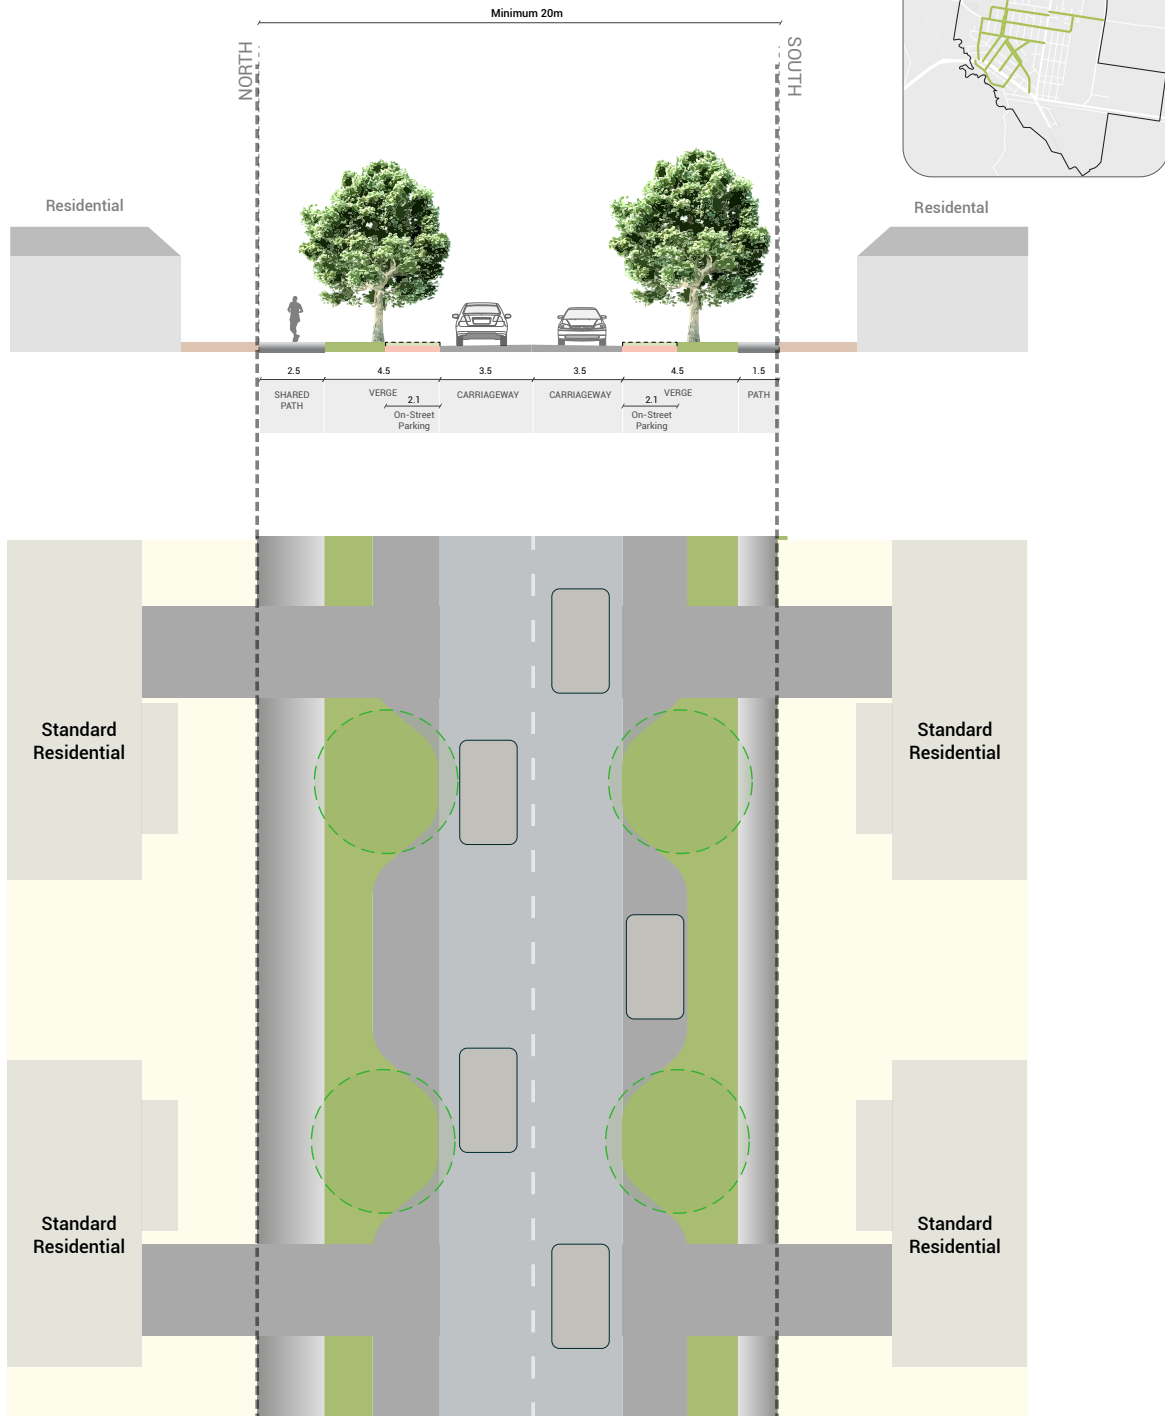 Minimum 20m
NORTH
SOUTH
Residential
Residental
2.5
4.5
3.5
3.5
4.5
1.5
SHARED
PATH
VERGE
2.1
On-Street
Parking
CARRIAGEWAY
CARRIAGEWAY
2.1
VERGE
On-Street
Parking
PATH
Standard
Residential
Standard
Residential
Standard
Residential
Standard
Residential